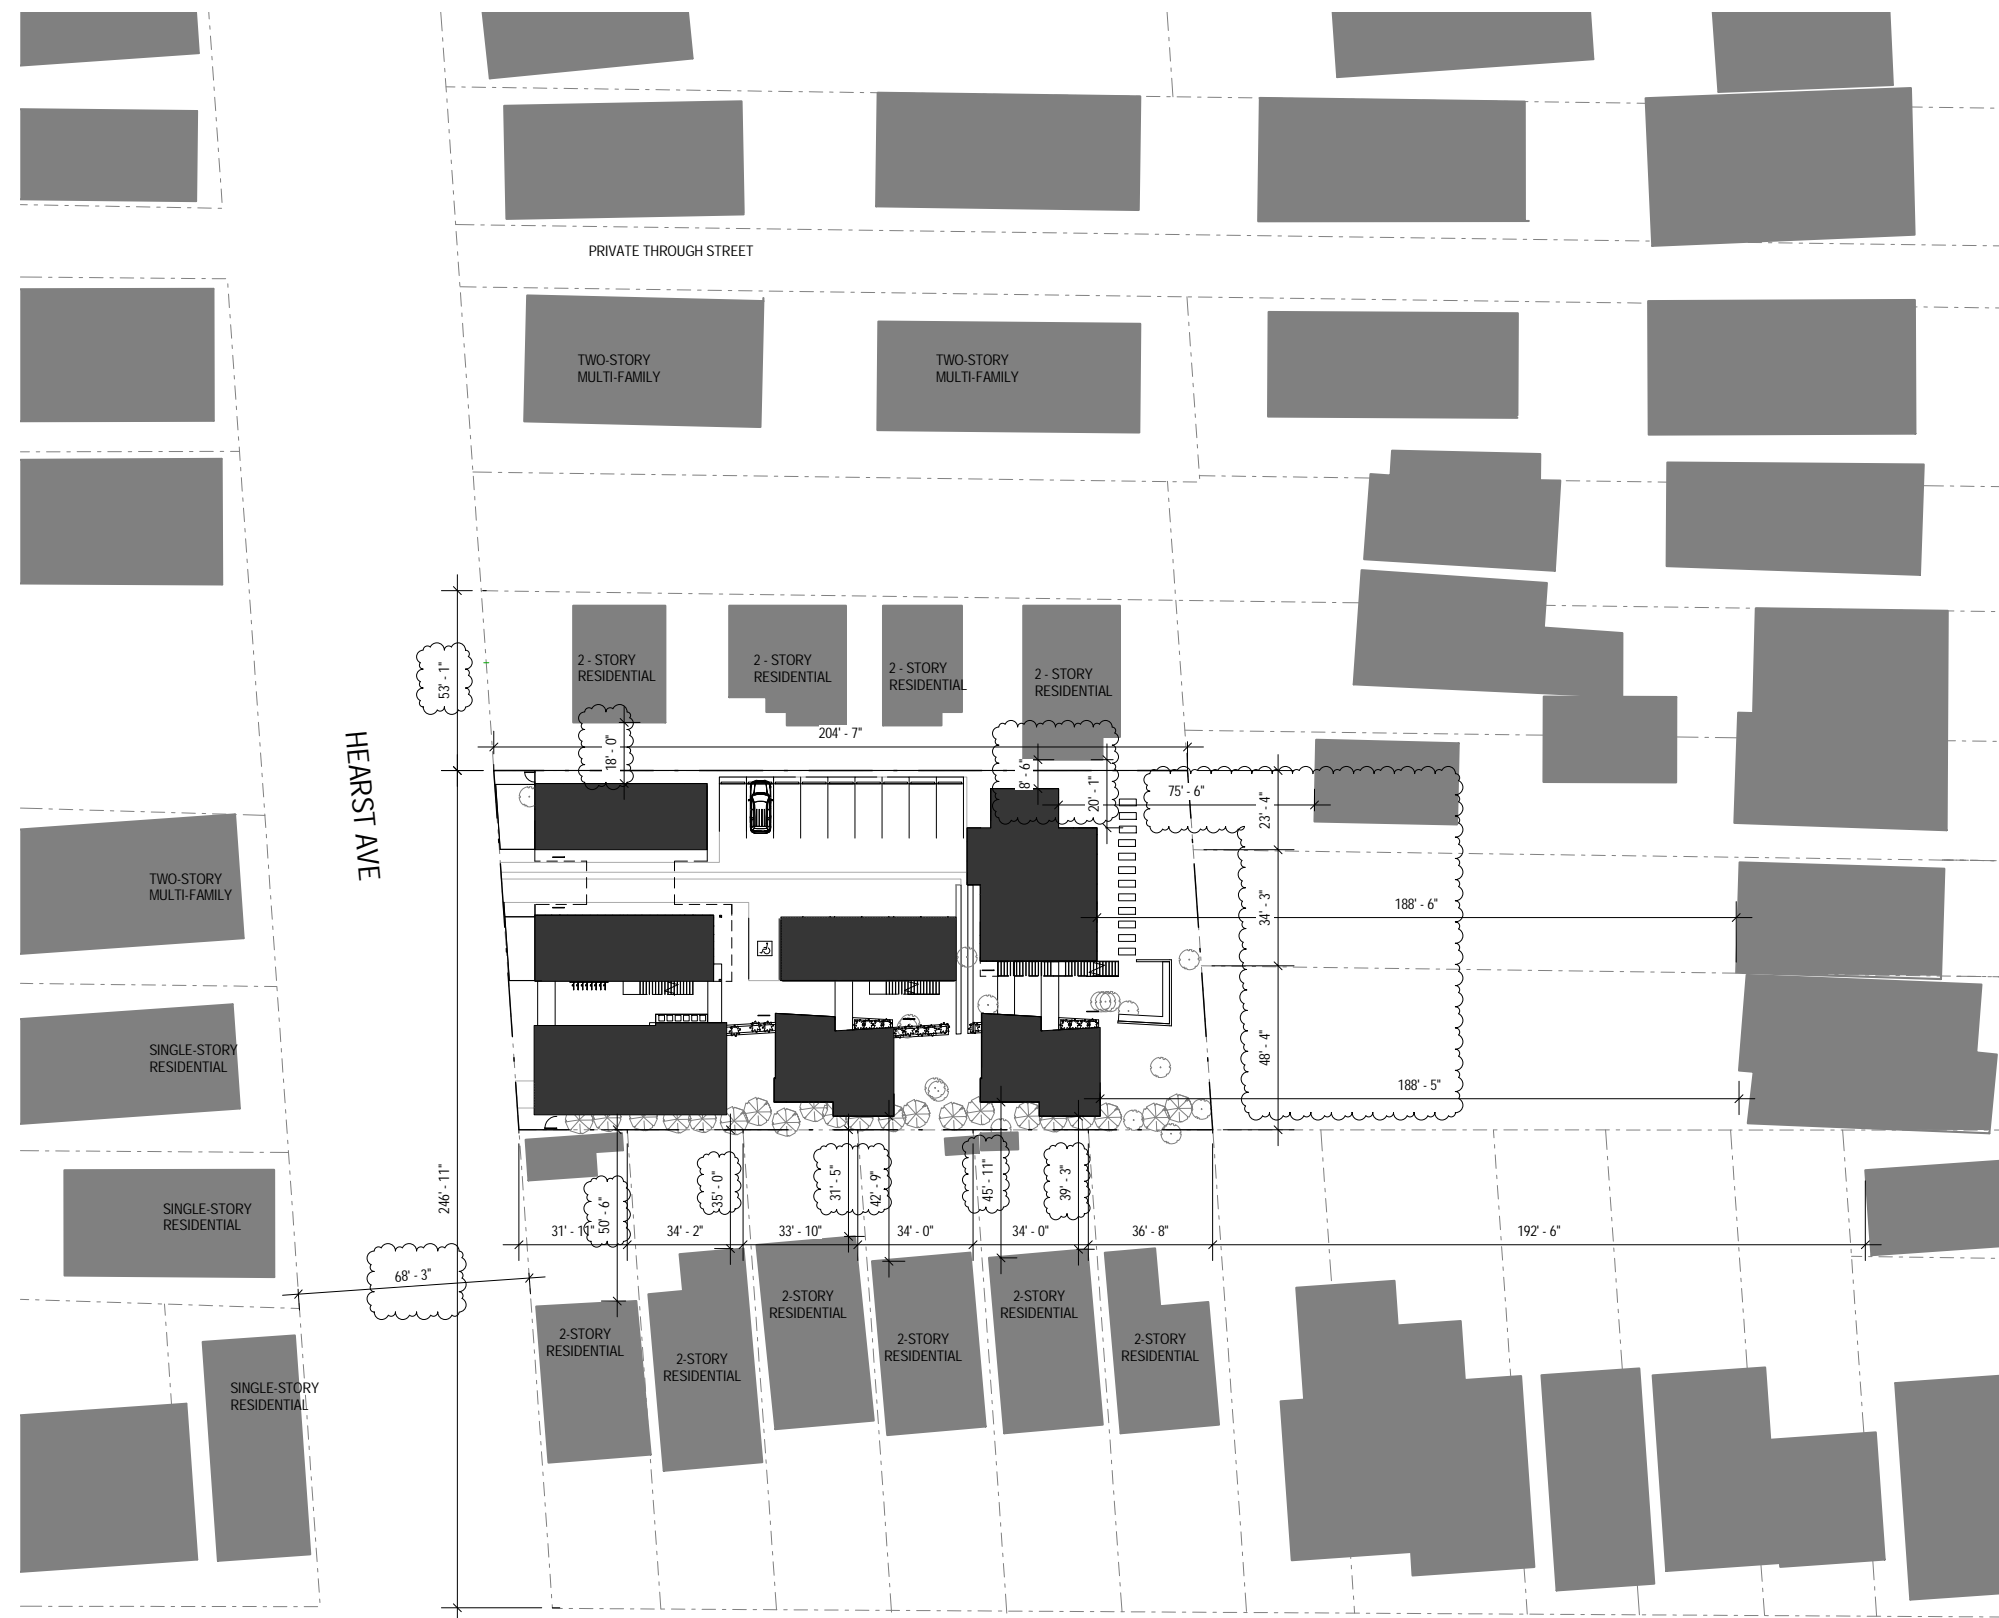 PRIVATE THROUGH STREET
TWO-STORY
MULTI-FAMILY
TWO-STORY
MULTI-FAMILY
2 - STORY
RESIDENTIAL
2 - STORY
RESIDENTIAL
2 - STORY
RESIDENTIAL
2 - STORY
RESIDENTIAL
53' - 1"
204' - 7"
18' - 0"
8' - 6"
20' - 1"
75' - 6"
23' - 4"
HEARST AVE
TWO-STORY
MULTI-FAMILY
34' - 3"
188' - 6"
SINGLE-STORY
RESIDENTIAL
48' - 4"
188' - 5"
246' - 11"
SINGLE-STORY
RESIDENTIAL
50' - 6"
35' - 0"
31' - 5"
42' - 9"
45' - 11"
39' - 3"
31' - 11"
34' - 2"
33' - 10"
34' - 0"
34' - 0"
36' - 8"
192' - 6"
68' - 3"
2-STORY
RESIDENTIAL
2-STORY
RESIDENTIAL
2-STORY
RESIDENTIAL
2-STORY
RESIDENTIAL
2-STORY
RESIDENTIAL
2-STORY
RESIDENTIAL
SINGLE-STORY
RESIDENTIAL